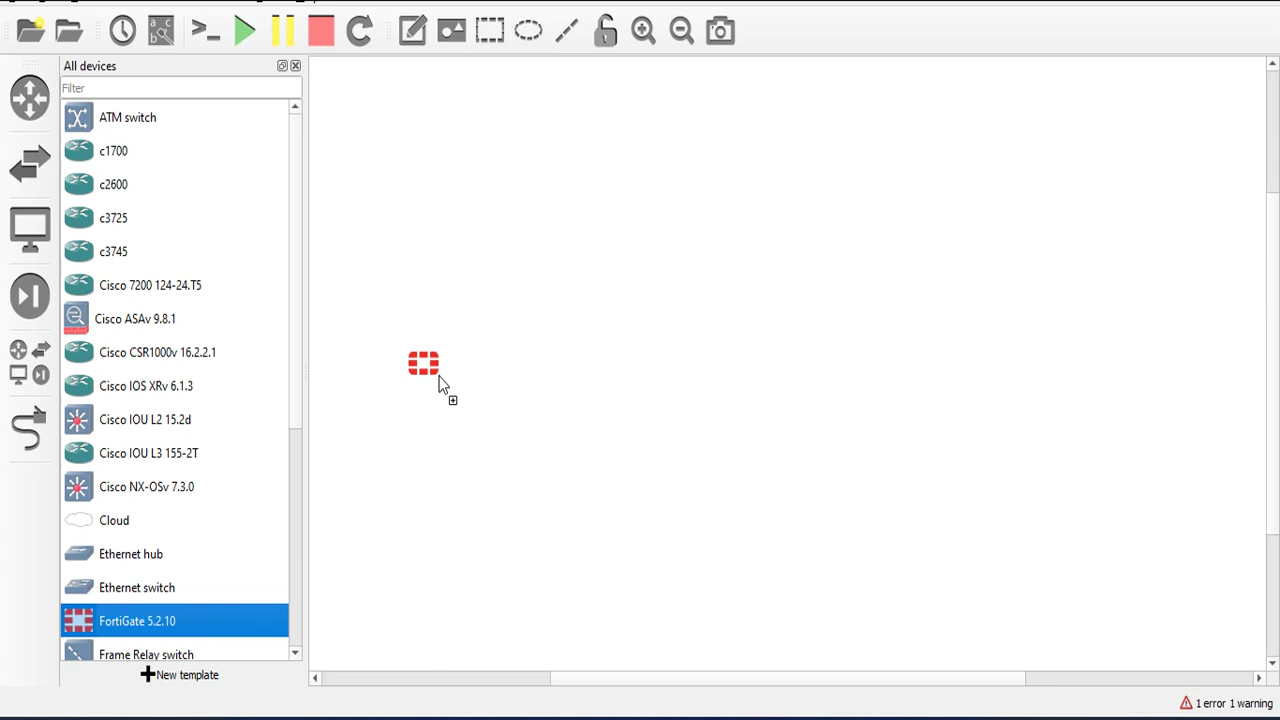 All devices
Filter
ATM switch
c1700
c2600
c3725
c3745
Cisco 7200 124-24.T5
Cisco ASAv 9.8.1
Cisco CSR1000v 16.2.2.1
Cisco IOS XRv 6.1.3
Cisco IOU L2 15.2d
Cisco IOU L3 155-2T
Cisco NX-OSv 7.3.0
Cloud
Ethernet hub
Ethernet switch
FortiGate 5.2.10
Frame Relay switch
New template
1 error 1 warning